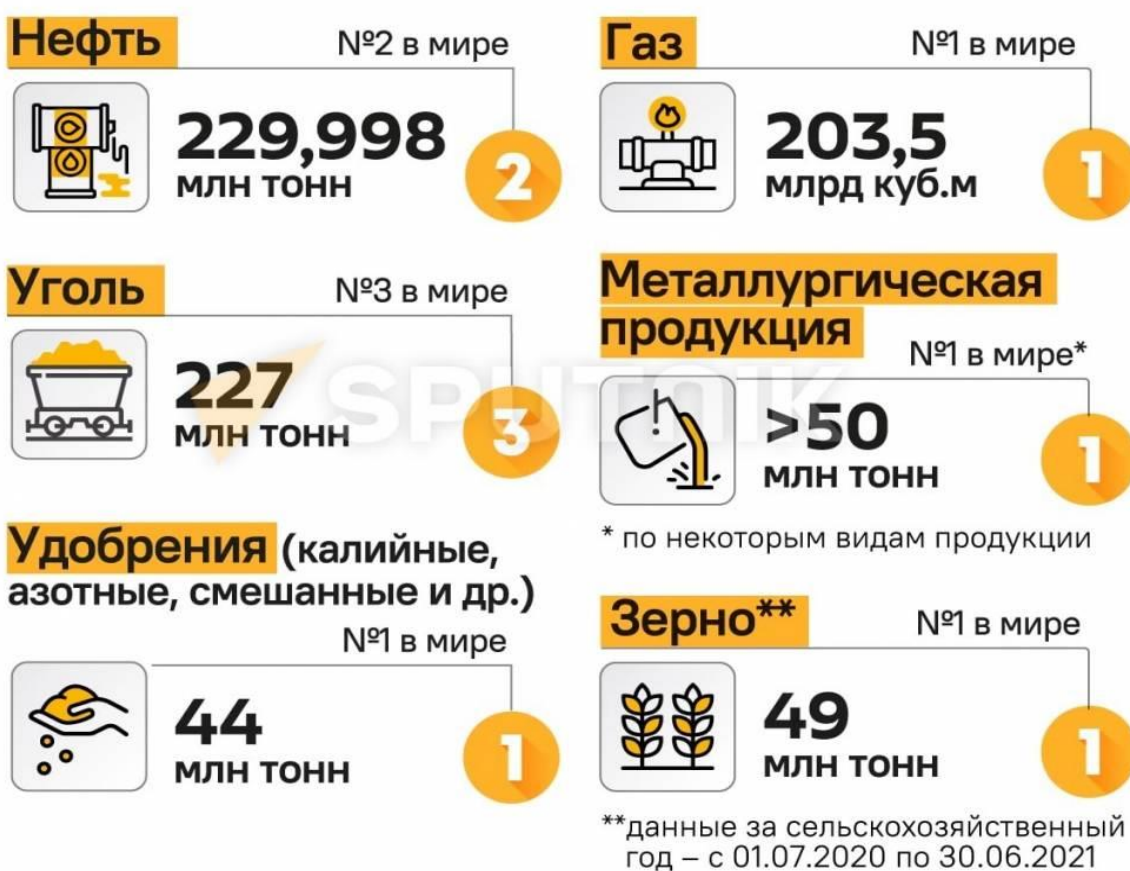 Нефть
№2 в мире
229,998
млн тонн
2
Газ
№1 в мире
203,5
млрд куб.м
1
Уголь
№3 в мире
227
млн тонн
3
Металлургическая
продукция
№1 в мире*
>50
млн тонн
1
* по некоторым видам продукции
SPUTNIK
Удобрения (калийные,
азотные, смешанные и др.)
№1 в мире
44
млн тонн
1
Зерно**
№1 в мире
49
млн тонн
1
**данные за сельскохозяйственный
год – с 01.07.2020 по 30.06.2021